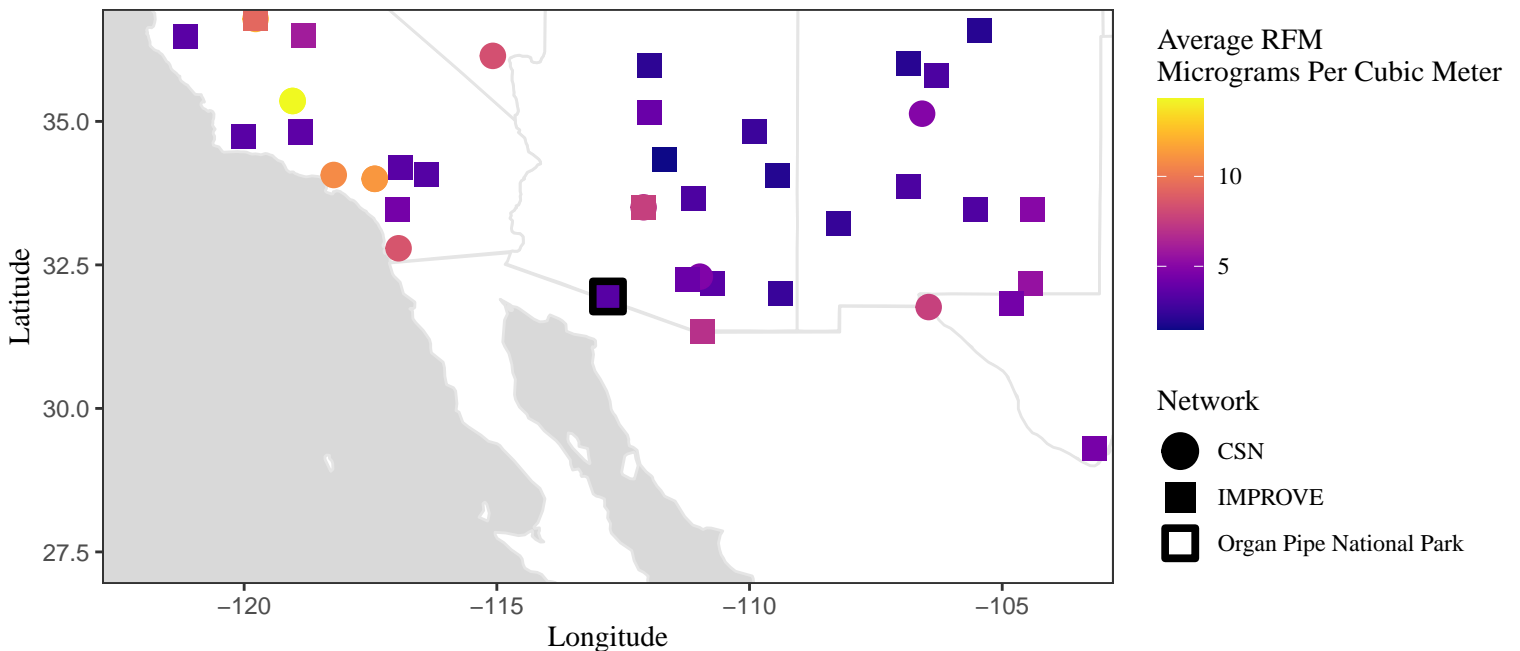 Average RFM
Micrograms Per Cubic Meter
10
5
Network
CSN
IMPROVE
Organ Pipe National Park
Latitude
35.0
32.5
30.0
27.5
−120
−115
−110
−105
Longitude